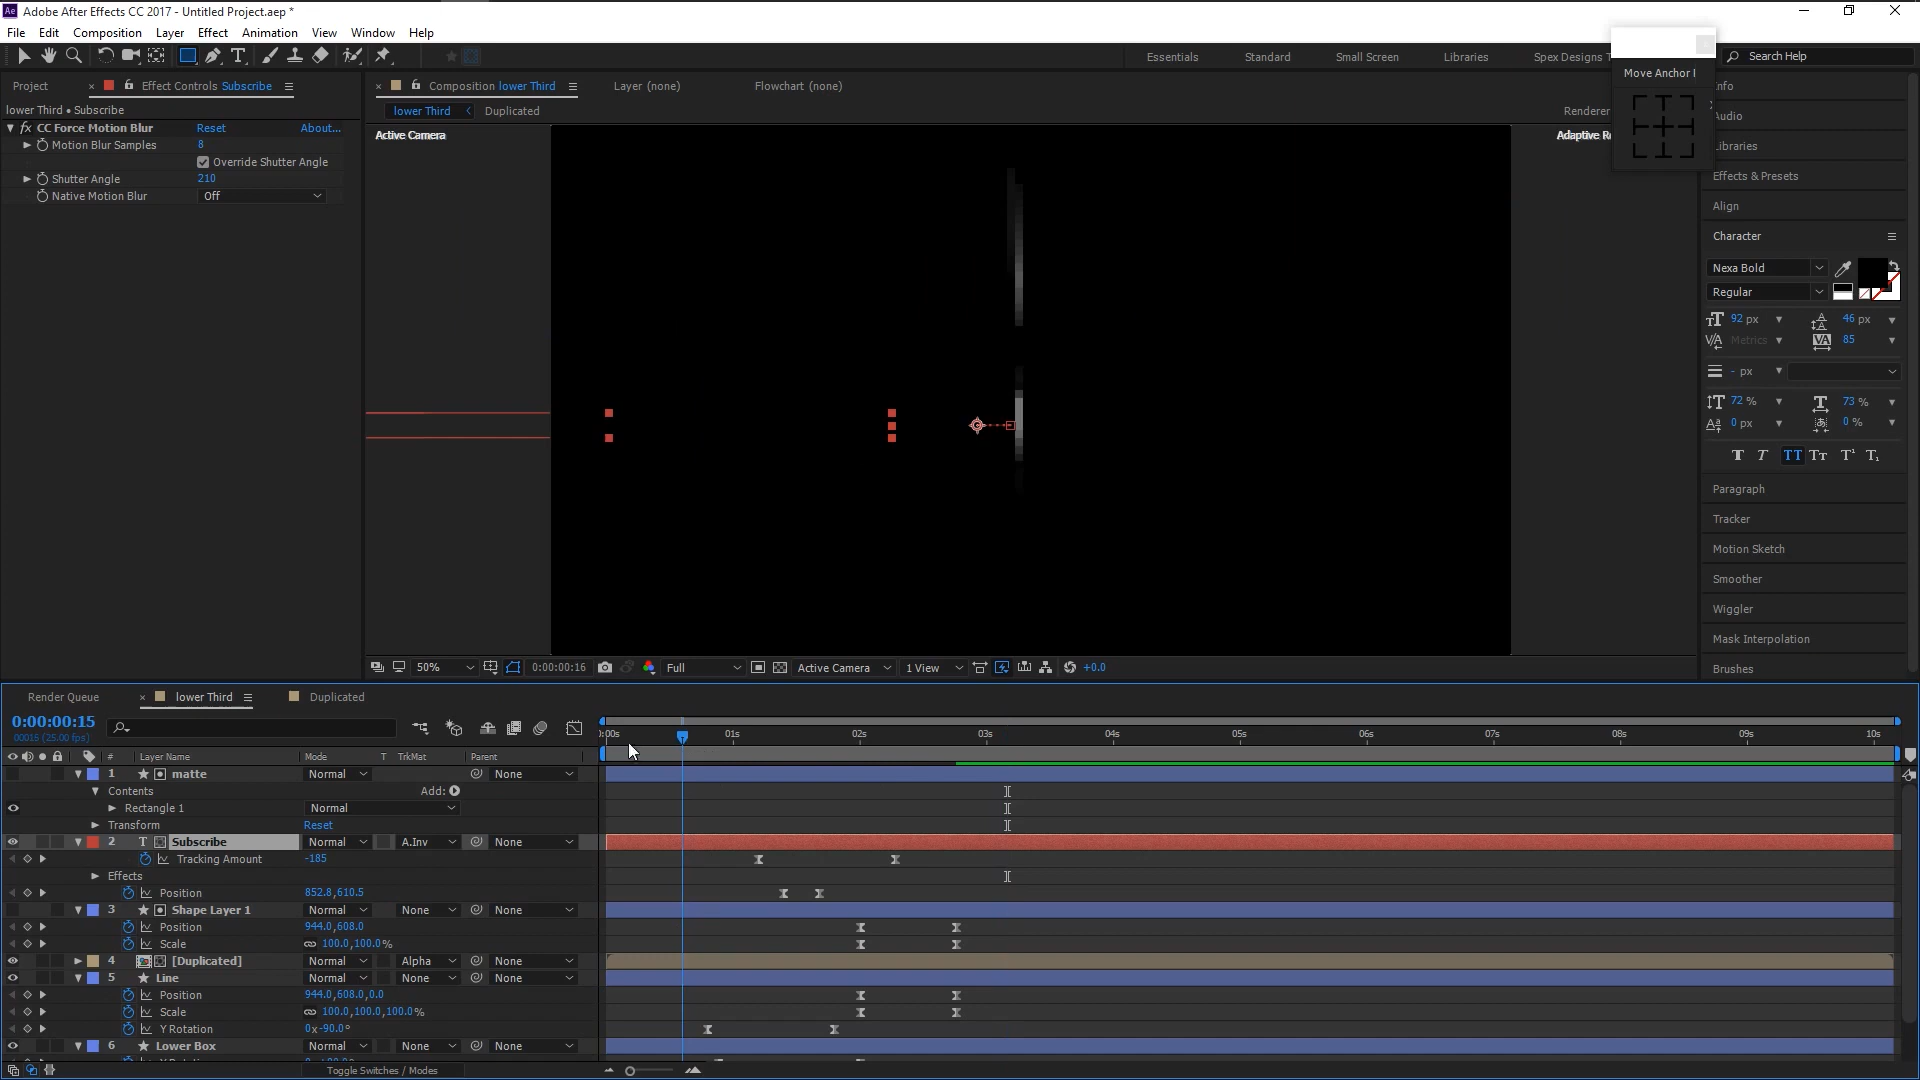 Adobe After Effects CC 2017 - Untitled Project.aep *
File Edit Composition Layer Effect Animation View Window Help
Essentials Standard Small Screen Libraries Spex Designs T Search Help
Move Anchor
Project Effect Controls Subscribe Composition lower Third Layer (none) Flowchart (none)
lower Third • Subscribe
lower Third Duplicated Renderer
fx CC Force Motion Blur Reset About...
Motion Blur Samples 8
Override Shutter Angle
Shutter Angle 210
Native Motion Blur Off
Active Camera
Adaptive Re
nfo
Audio
Libraries
Effects & Presets
Align
Character
Nexa Bold
Regular
92 px 46 px
Metrics 85
- px
72 % 73 %
0 px 0 %
Paragraph
Tracker
Motion Sketch
Smoother
Wiggler
Mask Interpolation
Brushes
50% 0:00:00:16 Full Active Camera 1 View +0.0
Render Queue lower Third Duplicated
0:00:00:15
00015 (25.00 fps)
:00s 01s 02s 03s 04s 05s 06s 07s 08s 09s 10s
# Layer Name Mode T TrkMat Parent
1 matte Normal None
Contents Add:
Rectangle 1 Normal
Transform Reset
2 T Subscribe Normal A.Inv None
Tracking Amount -185
Effects
Position 852.8,610.5
3 Shape Layer 1 Normal None None
Position 944.0,608.0
Scale 100.0,100.0%
4 [Duplicated] Normal Alpha None
5 Line Normal None None
Position 944.0,608.0,0.0
Scale 100.0,100.0,100.0%
Y Rotation 0x-90.0°
6 Lower Box Normal None None
Toggle Switches / Modes